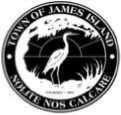 TOWN OF JAMES ISLAND
NOLITE NOS CALCARE